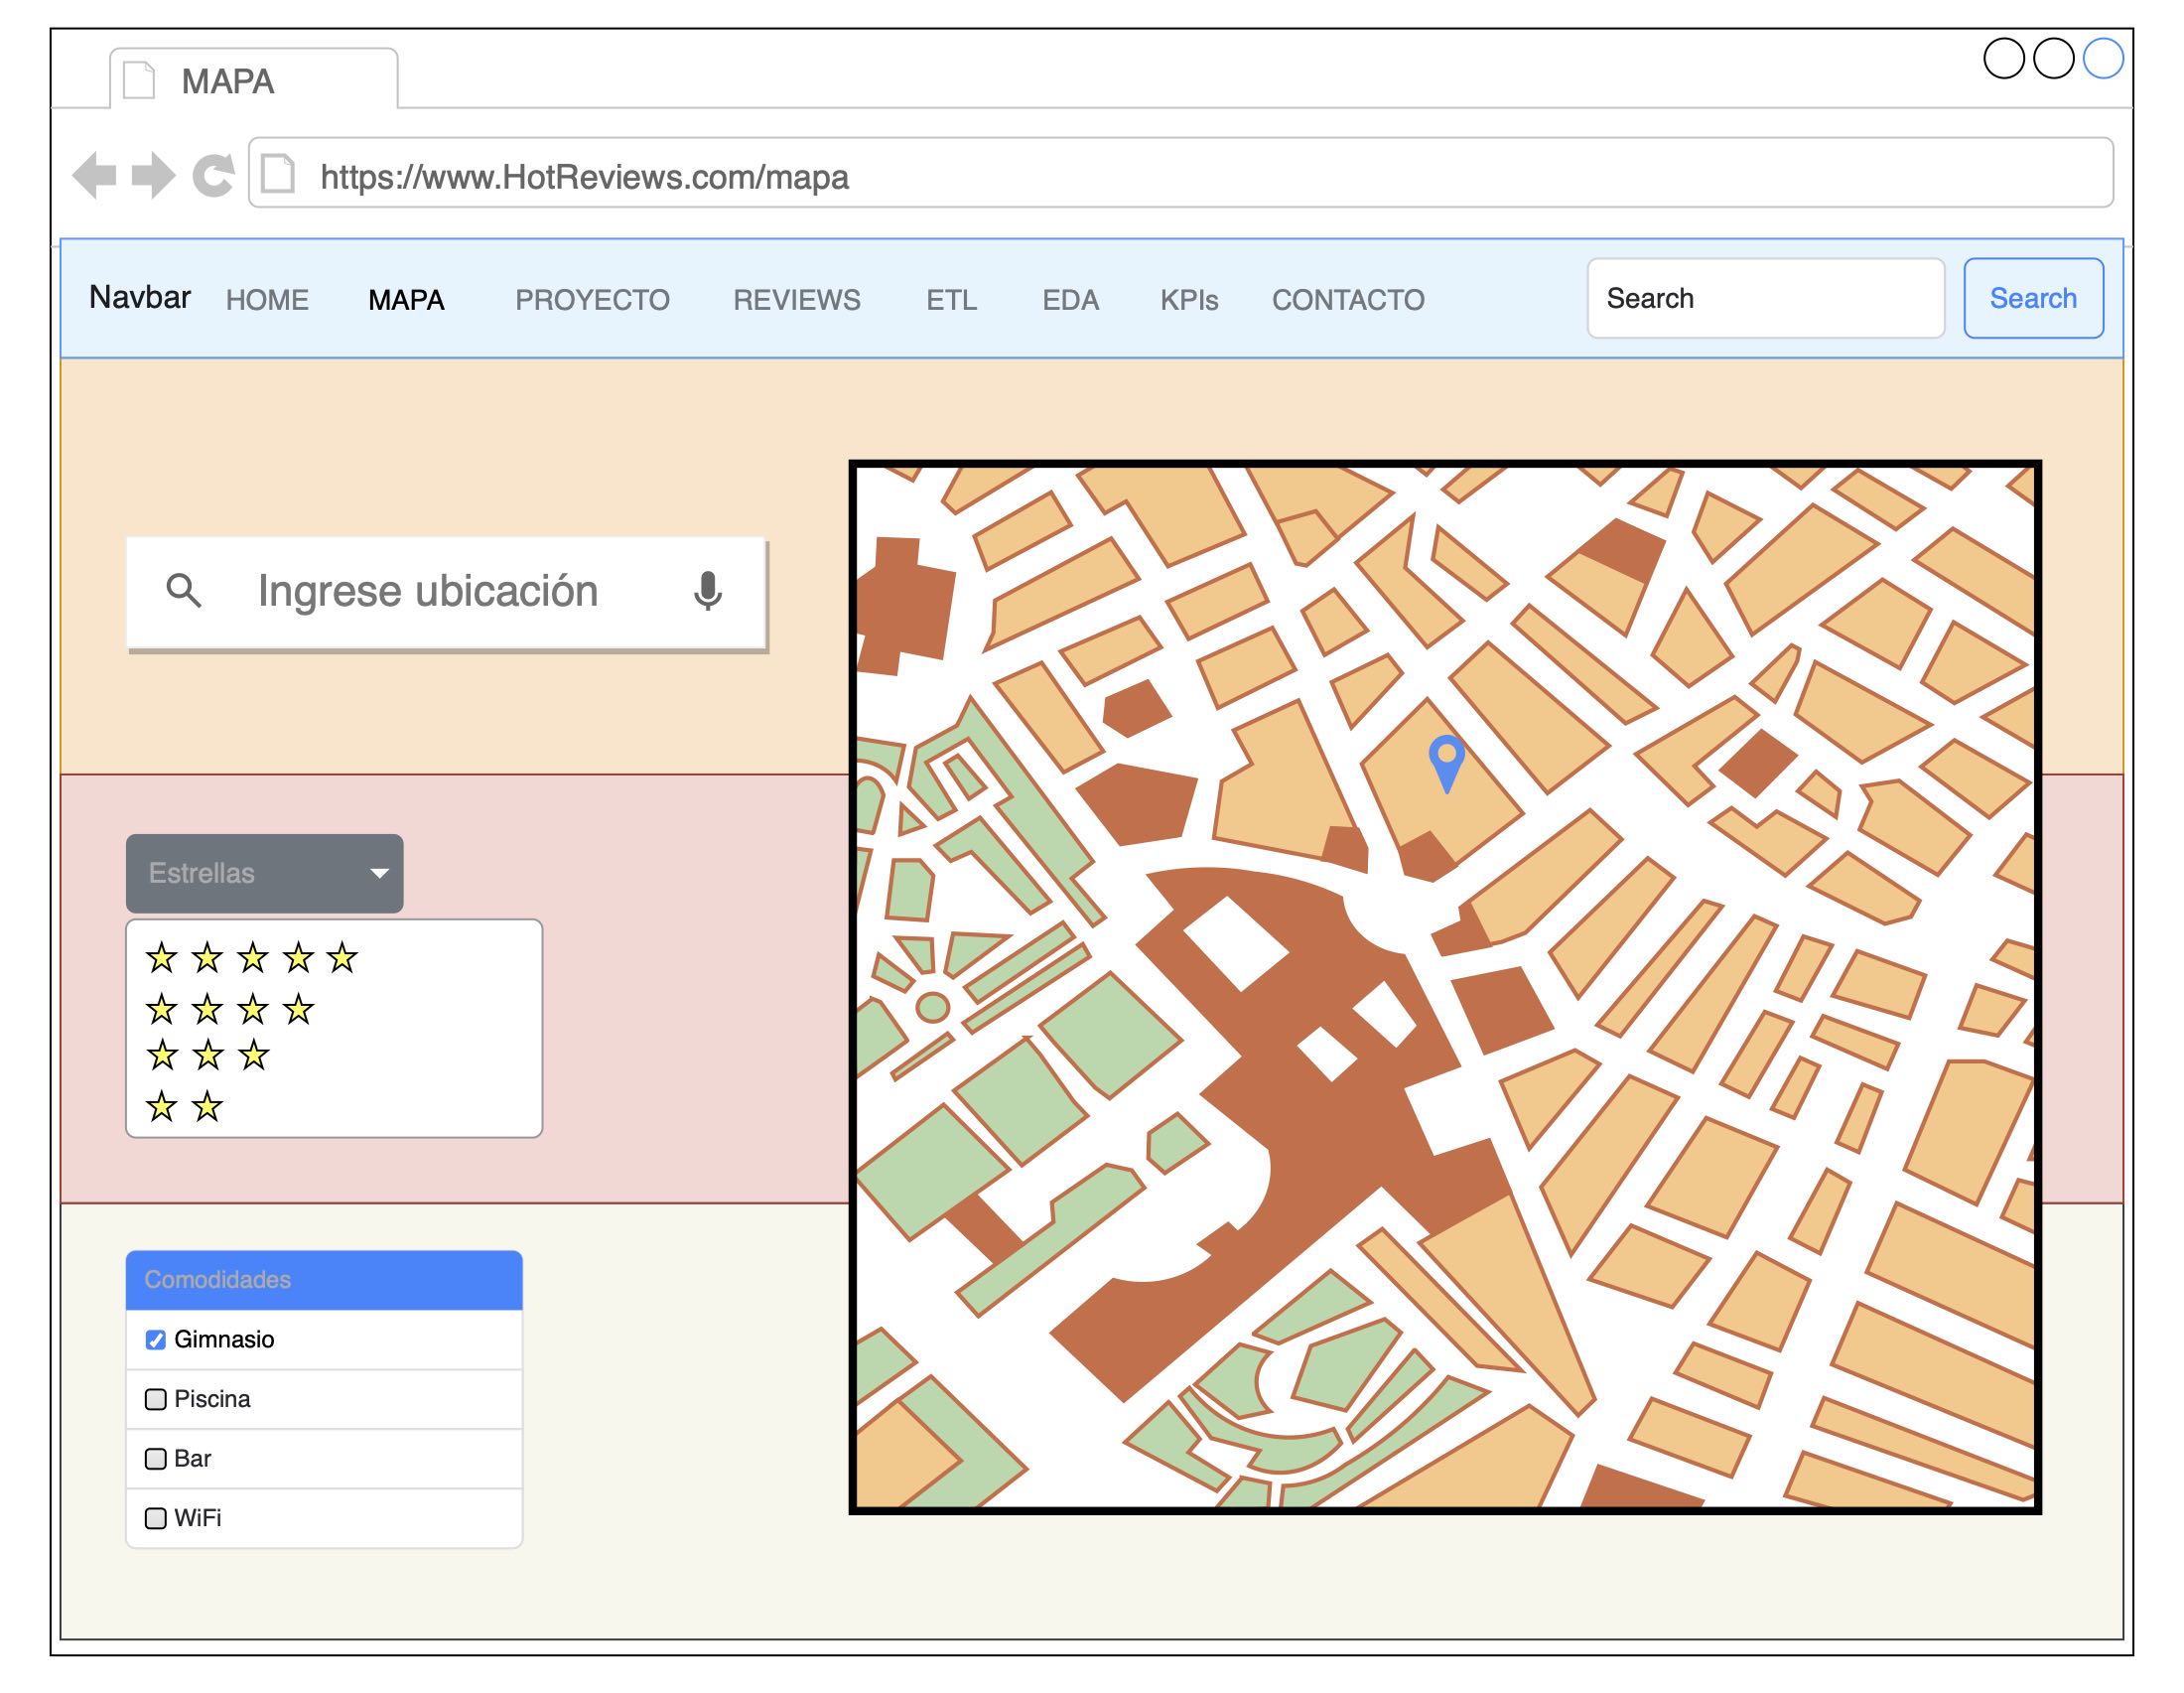 MAPA
https://www.HotReviews.com/mapa
Navbar HOME MAPA PROYECTO REVIEWS ETL EDA KPIs CONTACTO Search Search
Ingrese ubicación
Estrellas
Comodidades
Gimnasio
Piscina
Bar
WiFi